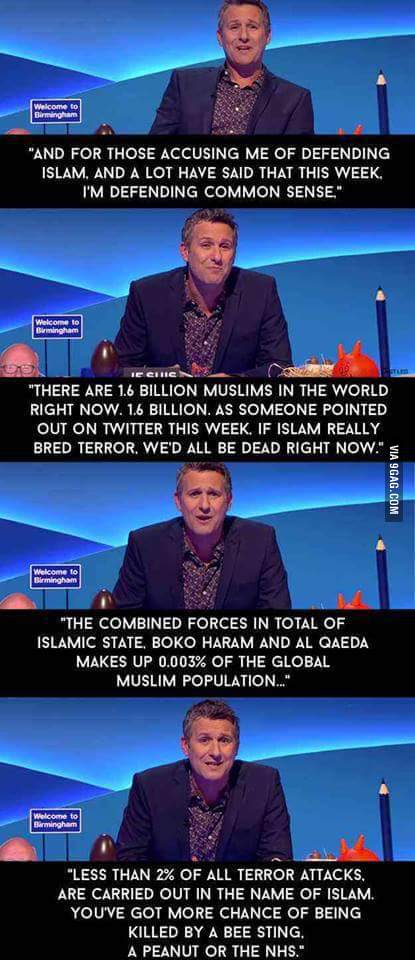 Welcome to
Birmingham
"AND FOR THOSE ACCUSING ME OF DEFENDING
ISLAM, AND A LOT HAVE SAID THAT THIS WEEK,
I'M DEFENDING COMMON SENSE."
Welcome to
Birmingham
JE SUIS
"THERE ARE 1.6 BILLION MUSLIMS IN THE WORLD
RIGHT NOW. 1.6 BILLION. AS SOMEONE POINTED
OUT ON TWITTER THIS WEEK, IF ISLAM REALLY
BRED TERROR, WE'D ALL BE DEAD RIGHT NOW."
VIA 9GAG.COM
Welcome to
Birmingham
"THE COMBINED FORCES IN TOTAL OF
ISLAMIC STATE, BOKO HARAM AND AL QAEDA
MAKES UP 0.003% OF THE GLOBAL
MUSLIM POPULATION..."
Welcome to
Birmingham
"LESS THAN 2% OF ALL TERROR ATTACKS,
ARE CARRIED OUT IN THE NAME OF ISLAM.
YOU'VE GOT MORE CHANCE OF BEING
KILLED BY A BEE STING,
A PEANUT OR THE NHS."